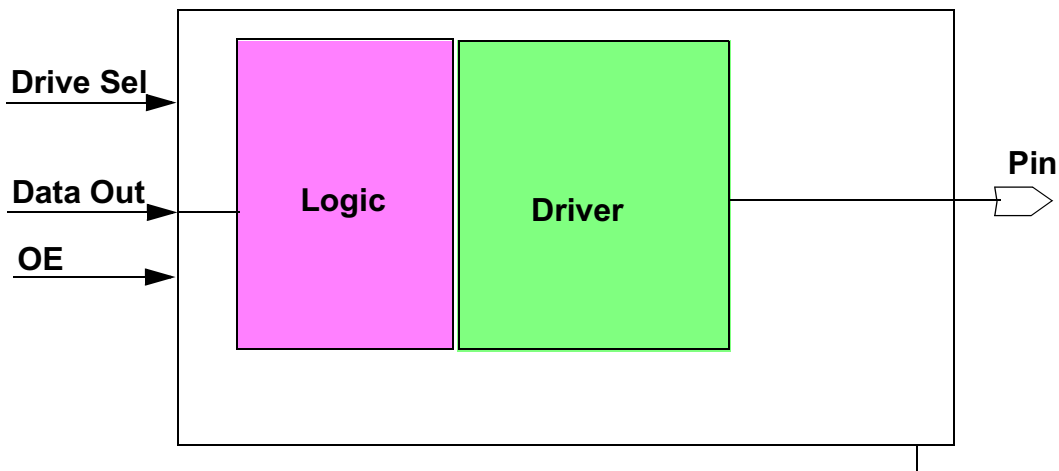 Drive Sel
Data Out
OE
Logic
Driver
Pin